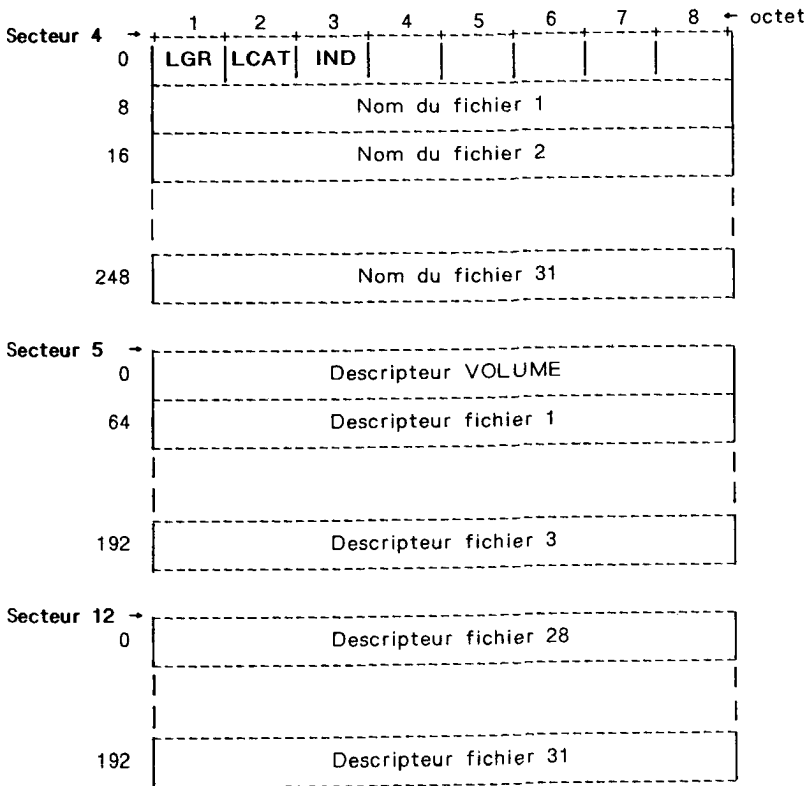 1 2 3 4 5 6 7 8 ← octet
Secteur 4 →
0 LGR LCAT IND
8 Nom du fichier 1
16 Nom du fichier 2
248 Nom du fichier 31
Secteur 5 →
0 Descripteur VOLUME
64 Descripteur fichier 1
192 Descripteur fichier 3
Secteur 12 →
0 Descripteur fichier 28
192 Descripteur fichier 31